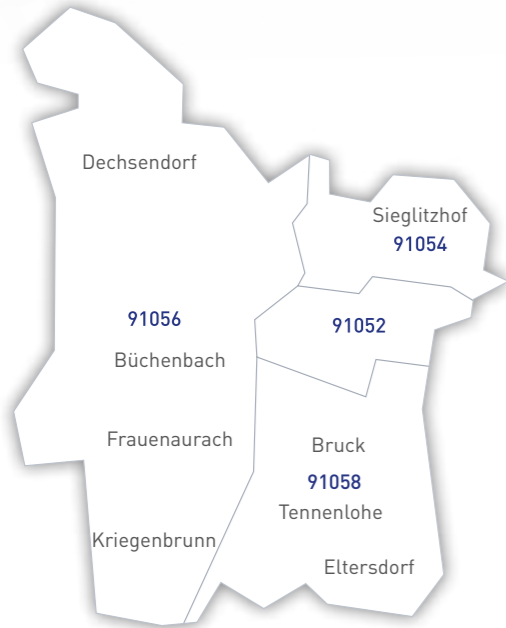 Dechsendorf
Sieglitzhof
91054
91056
91052
Büchenbach
Frauenaurach
Bruck
91058
Tennenlohe
Kriegenbrunn
Eltersdorf